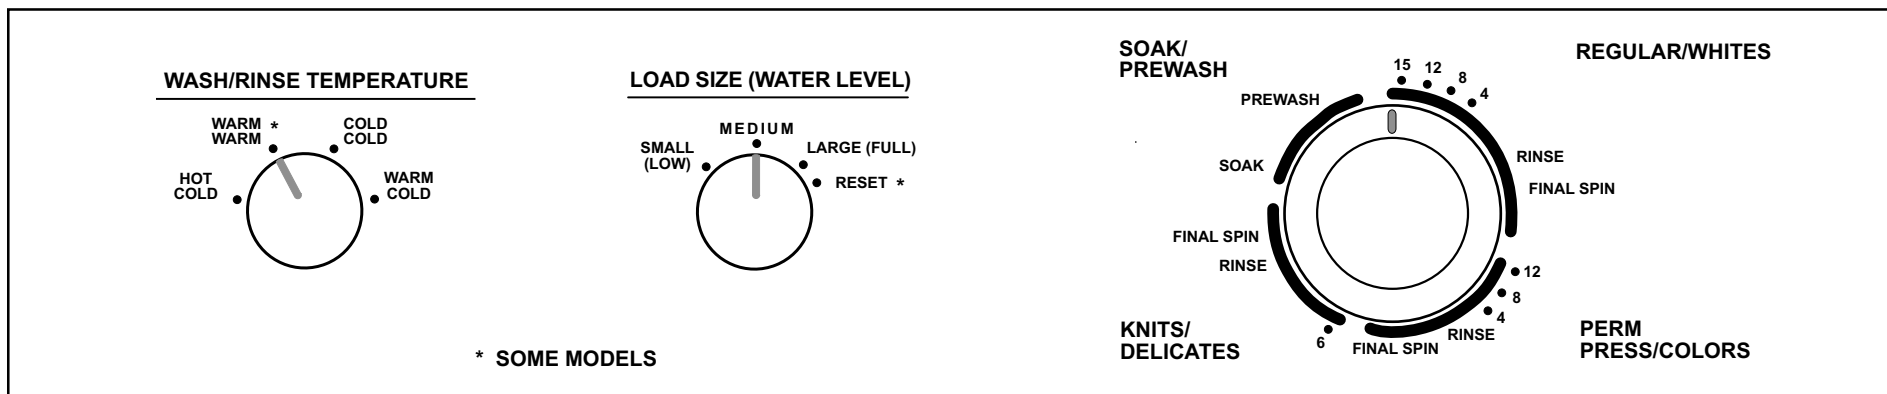 WASH/RINSE TEMPERATURE
WARM *
WARM
COLD
COLD
HOT
COLD
WARM
COLD
LOAD SIZE (WATER LEVEL)
MEDIUM
SMALL
(LOW)
LARGE (FULL)
RESET *
* SOME MODELS
SOAK/
PREWASH
REGULAR/WHITES
15
12
8
4
PREWASH
SOAK
RINSE
FINAL SPIN
FINAL SPIN
RINSE
12
8
4
RINSE
FINAL SPIN
6
KNITS/
DELICATES
PERM
PRESS/COLORS